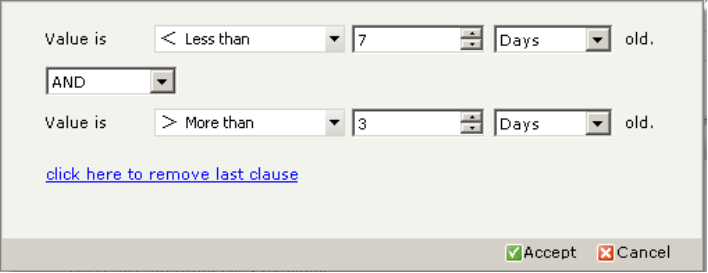 Value is < Less than 7 Days old.
AND
Value is > More than 3 Days old.
click here to remove last clause
Accept Cancel